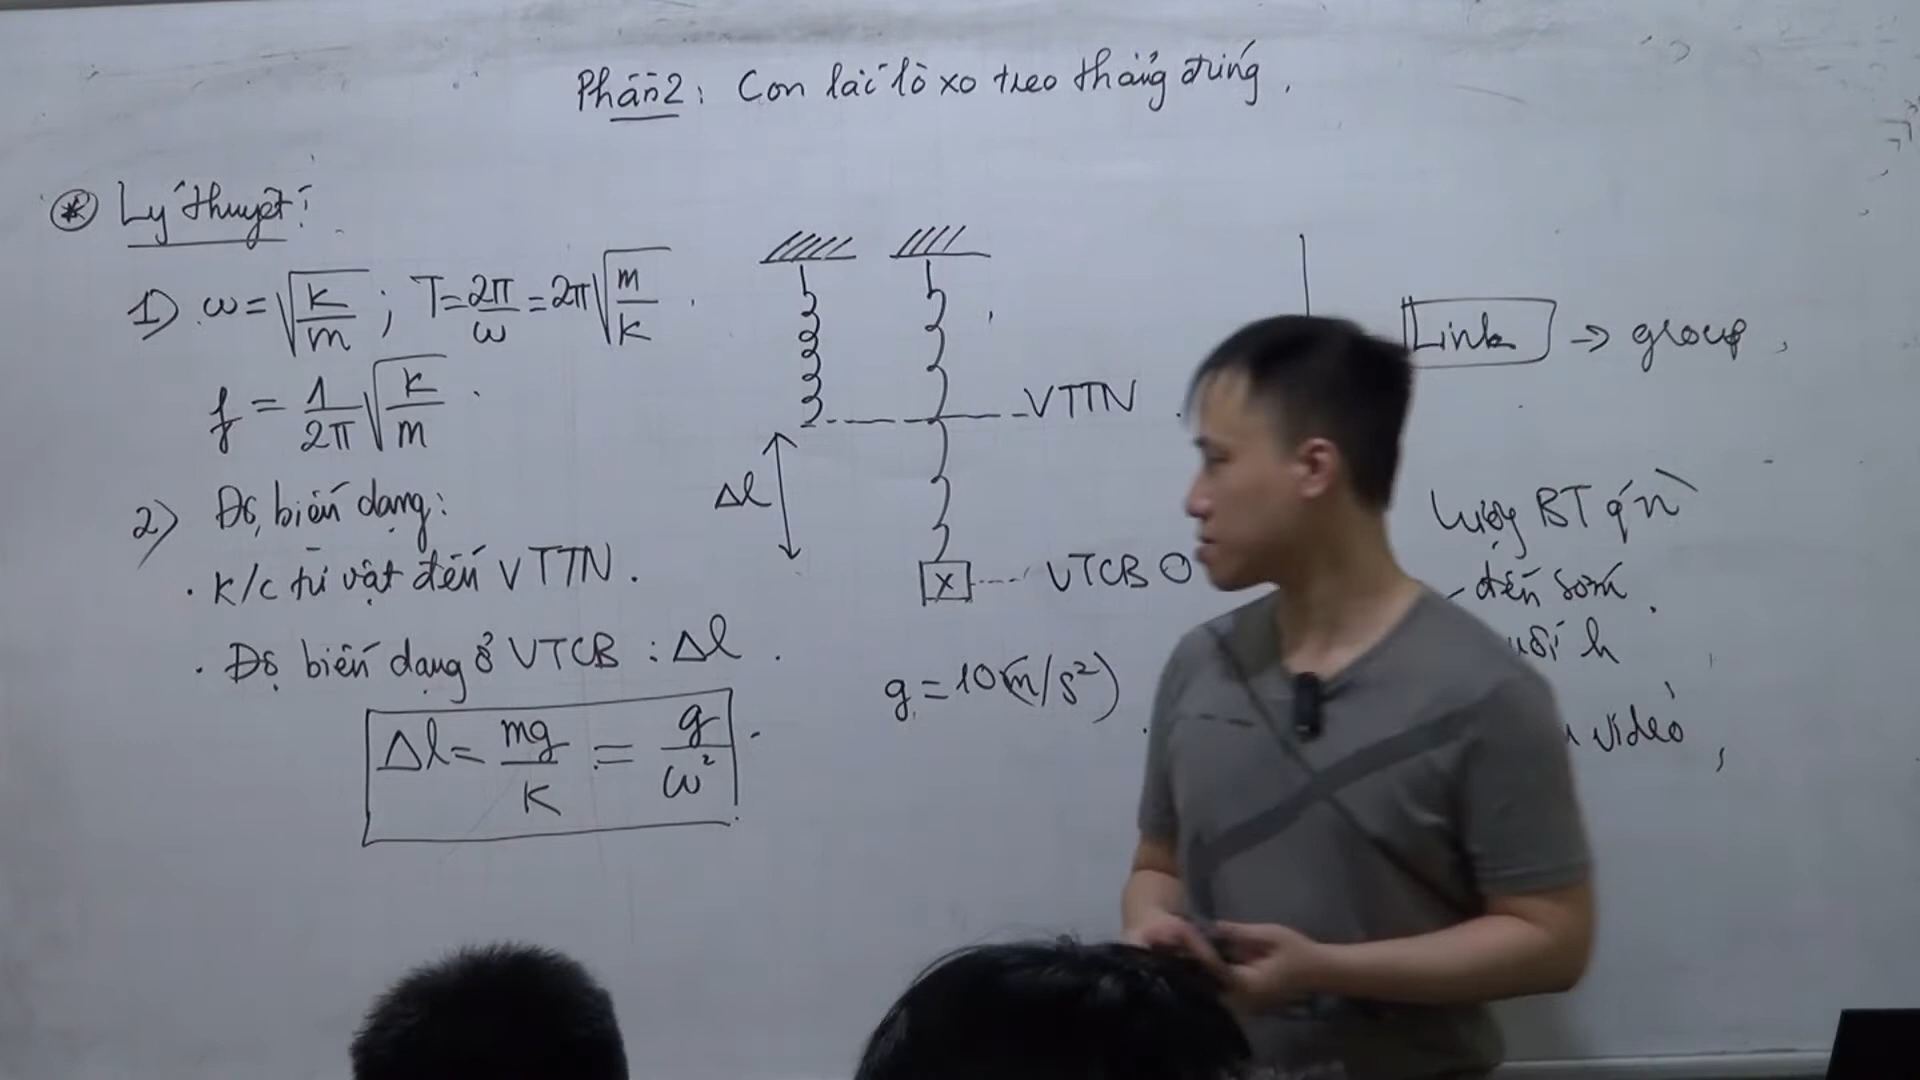 Phần 2: Con lắc lò xo treo thẳng đứng.
* Lý thuyết:
1) ω = √(k/m) ; T = 2π/ω = 2π√(m/k).
f = 1/2π √(k/m).
2) Độ biến dạng:
. K/c từ vật đến VTTN.
. Độ biến dạng ở VTCB : Δl.
Δl = mg/K = g/ω².
VTTN
Δl
x
VTCB O
g = 10(m/s²)
Link → group,
lượng BT
- đến sớm.
h
video,